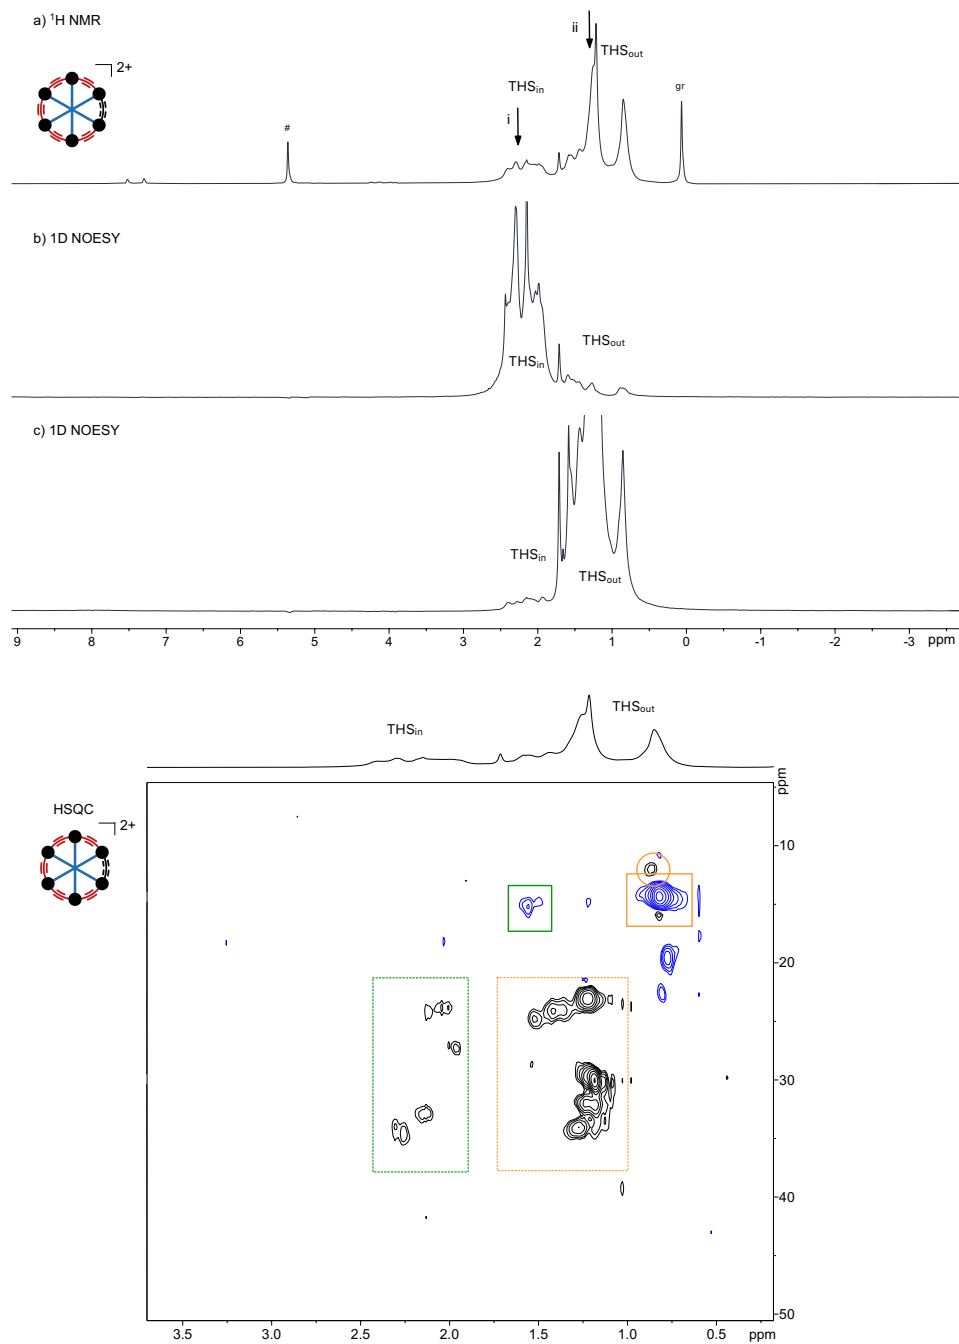 a) ¹H NMR
ii
THSout
2+
THSin
gr
i
#
b) 1D NOESY
THSout
THSin
c) 1D NOESY
THSin
THSout
9 8 7 6 5 4 3 2 1 0 -1 -2 -3 ppm
THSout
THSin
ppm
HSQC
2+
10
20
30
40
50
3.5 3.0 2.5 2.0 1.5 1.0 0.5 ppm